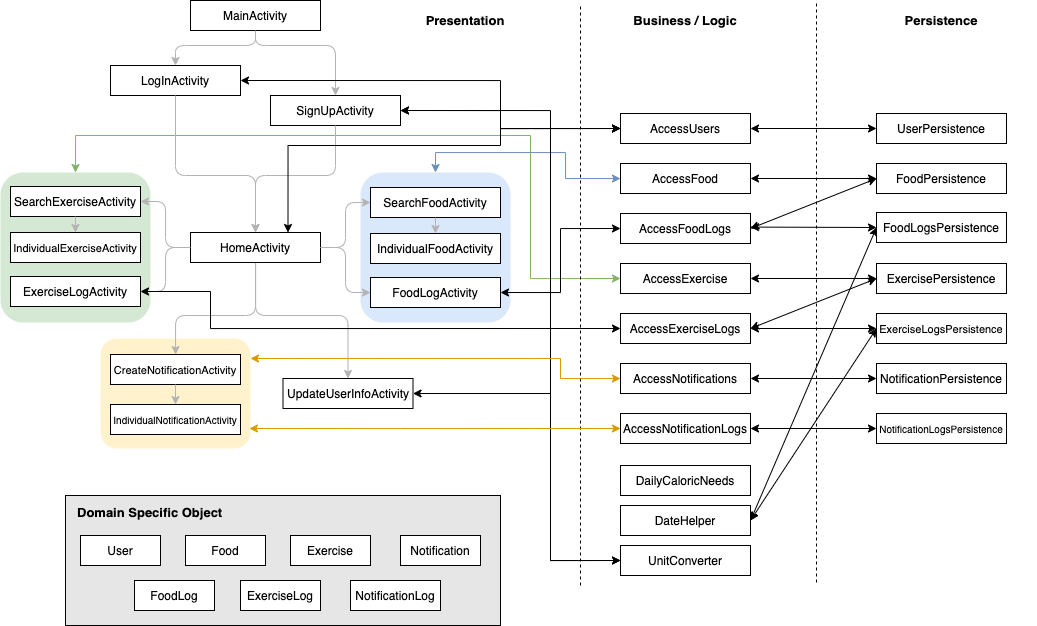 MainActivity
Presentation
Business / Logic
Persistence
LogInActivity
SignUpActivity
AccessUsers
UserPersistence
AccessFood
FoodPersistence
SearchExerciseActivity
SearchFoodActivity
AccessFoodLogs
FoodLogsPersistence
IndividualExerciseActivity
HomeActivity
IndividualFoodActivity
AccessExercise
ExercisePersistence
ExerciseLogActivity
FoodLogActivity
AccessExerciseLogs
ExerciseLogsPersistence
CreateNotificationActivity
AccessNotifications
NotificationPersistence
UpdateUserInfoActivity
IndividualNotificationActivity
AccessNotificationLogs
NotificationLogsPersistence
DailyCaloricNeeds
DateHelper
UnitConverter
Domain Specific Object
User
Food
Exercise
Notification
FoodLog
ExerciseLog
NotificationLog